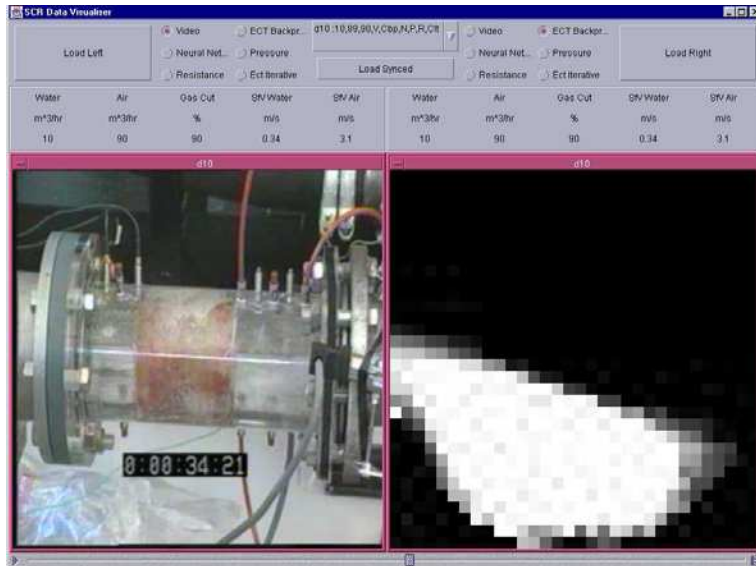 SCR Data Visualiser
Load Left
Video
ECT Backpr...
Neural Net...
Pressure
Resistance
Ect Iterative
d10 :10,89,90,V,Cbp,N,P,R,Citt
Load Synced
Video
ECT Backpr...
Neural Net...
Pressure
Resistance
Ect Iterative
Load Right
Water Air Gas Cut SfV Water SfV Air
m^3/hr m^3/hr % m/s m/s
10 90 90 0.34 3.1
Water Air Gas Cut SfV Water SfV Air
m^3/hr m^3/hr % m/s m/s
10 90 90 0.34 3.1
d10
d10
0:00:34:21